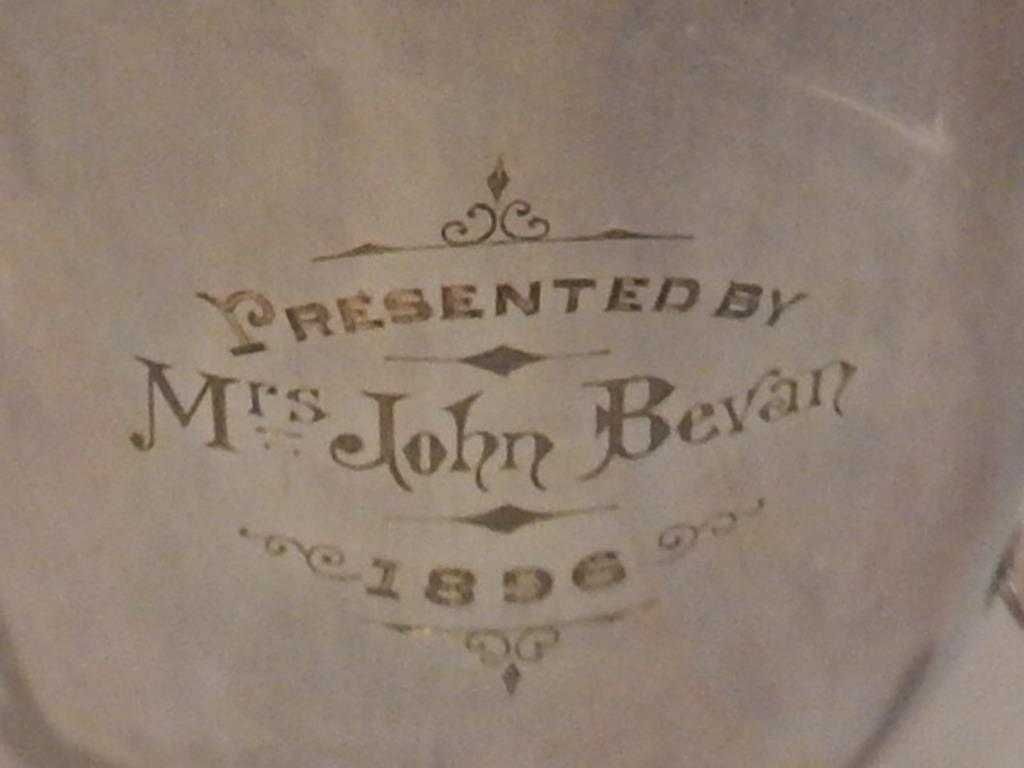 PRESENTED BY
Mrs John Bevan
1896